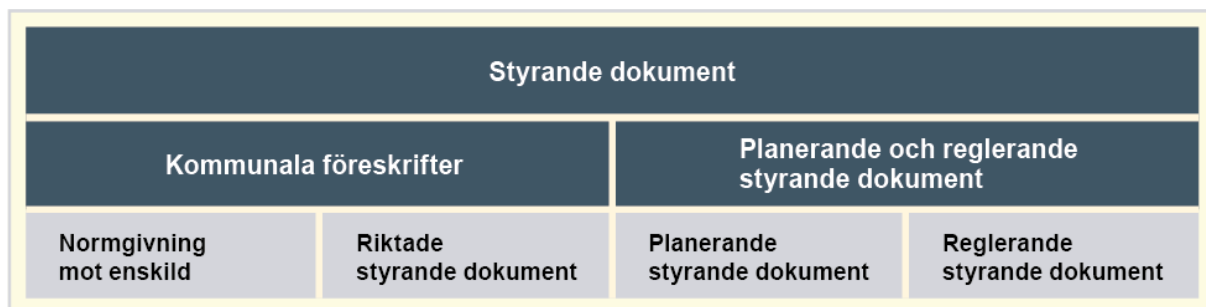 Styrande dokument
Kommunala föreskrifter
Planerande och reglerande
styrande dokument
Normgivning
mot enskild
Riktade
styrande dokument
Planerande
styrande dokument
Reglerande
styrande dokument